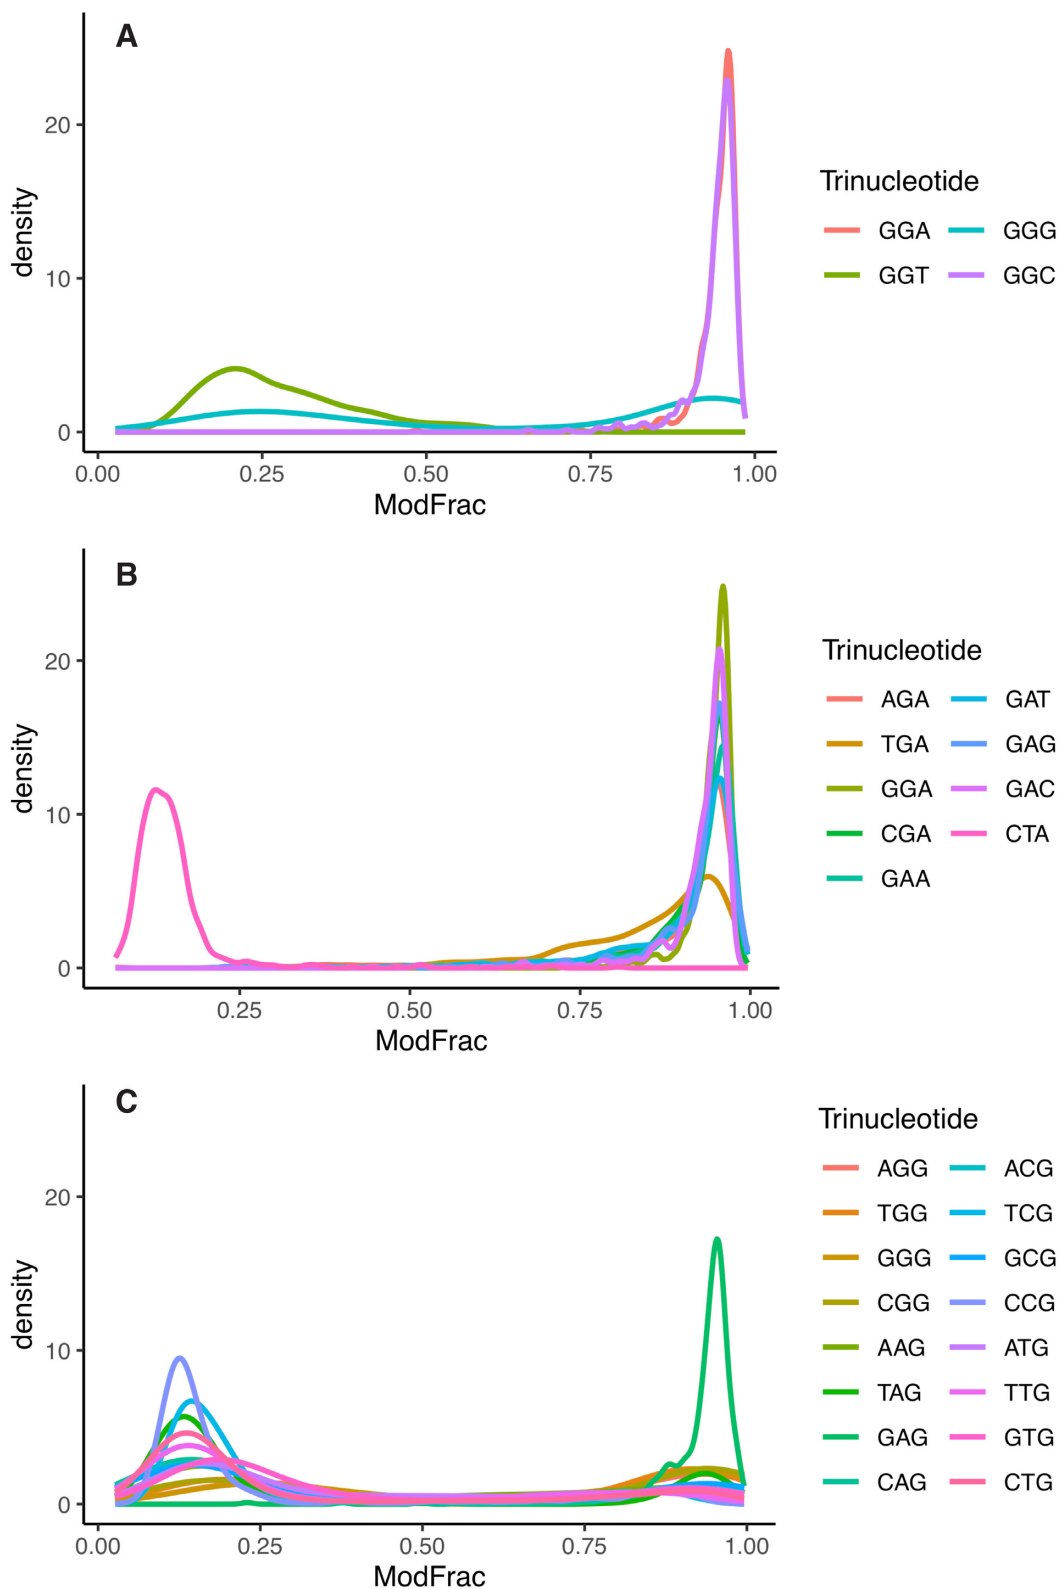 A
20
10
0
density
0.00 0.25 0.50 0.75 1.00
ModFrac
Trinucleotide
GGA GGG
GGT GGC
B
20
10
0
density
0.25 0.50 0.75 1.00
ModFrac
Trinucleotide
AGA GAT
TGA GAG
GGA GAC
CGA CTA
GAA
C
20
10
0
density
0.00 0.25 0.50 0.75 1.00
ModFrac
Trinucleotide
AGG ACG
TGG TCG
GGG GCG
CGG CCG
AAG ATG
TAG TTG
GAG GTG
CAG CTG